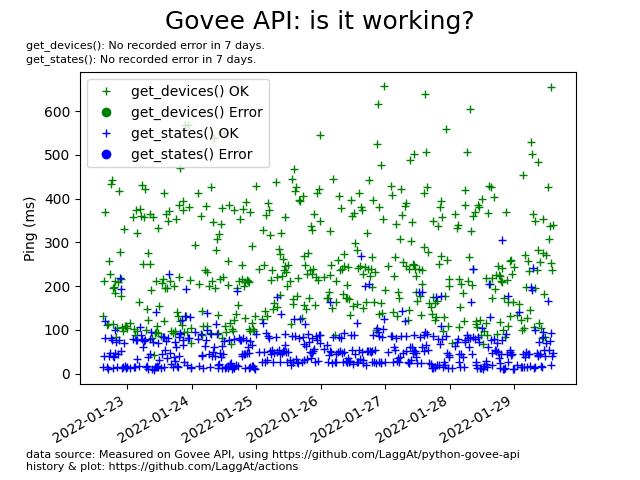 Govee API: is it working?
get_devices(): No recorded error in 7 days.
get_states(): No recorded error in 7 days.
get_devices() OK
get_devices() Error
get_states() OK
get_states() Error
Ping (ms)
600
500
400
300
200
100
0
2022-01-23
2022-01-24
2022-01-25
2022-01-26
2022-01-27
2022-01-28
2022-01-29
data source: Measured on Govee API, using https://github.com/LaggAt/python-govee-api
history & plot: https://github.com/LaggAt/actions